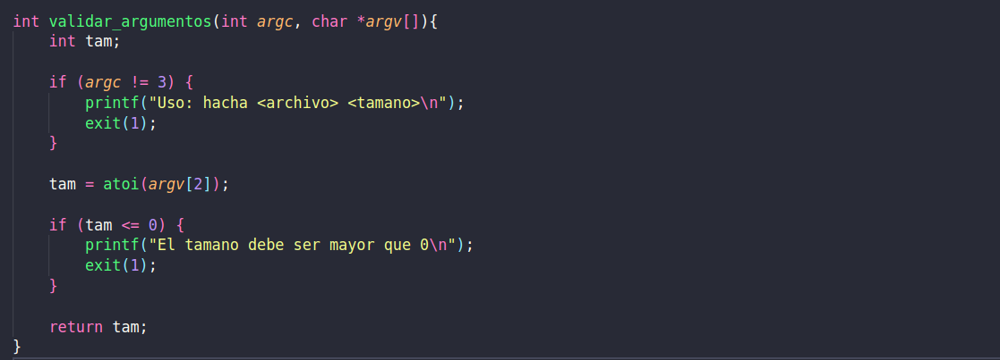 int validar_argumentos(int argc, char *argv[]){
    int tam;

    if (argc != 3) {
        printf("Uso: hacha <archivo> <tamano>\n");
        exit(1);
    }

    tam = atoi(argv[2]);

    if (tam <= 0) {
        printf("El tamano debe ser mayor que 0\n");
        exit(1);
    }

    return tam;
}